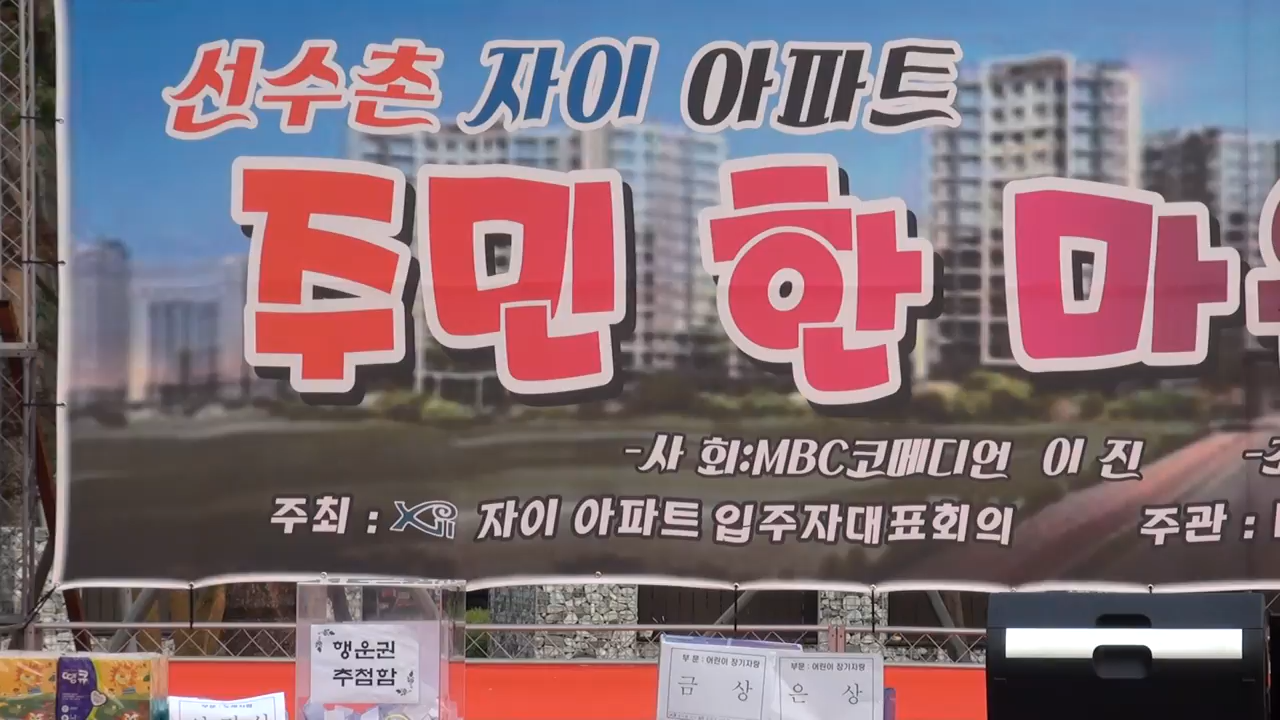 선수촌 자이 아파트
주민 한 마
-사 회:MBC코메디언 이 진
주최 : Xii 자이 아파트 입주자대표회의
주관 :
행운권
추첨함
부 문 : 어린이 장기자랑
금 상
부문 : 어린이 장기자랑
은 상
땡큐